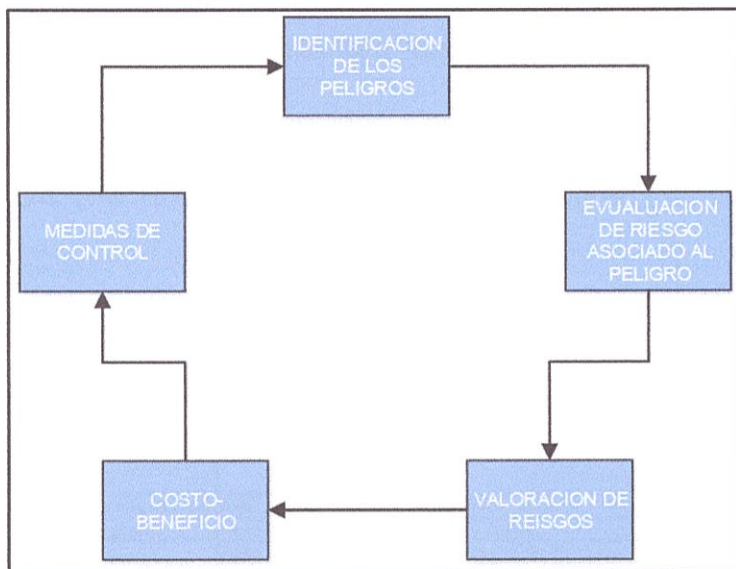 IDENTIFICACION
DE LOS
PELIGROS
EVUALUACION
DE RIESGO
ASOCIADO AL
PELIGRO
VALORACION DE
REISGOS
COSTO-
BENEFICIO
MEDIDAS DE
CONTROL